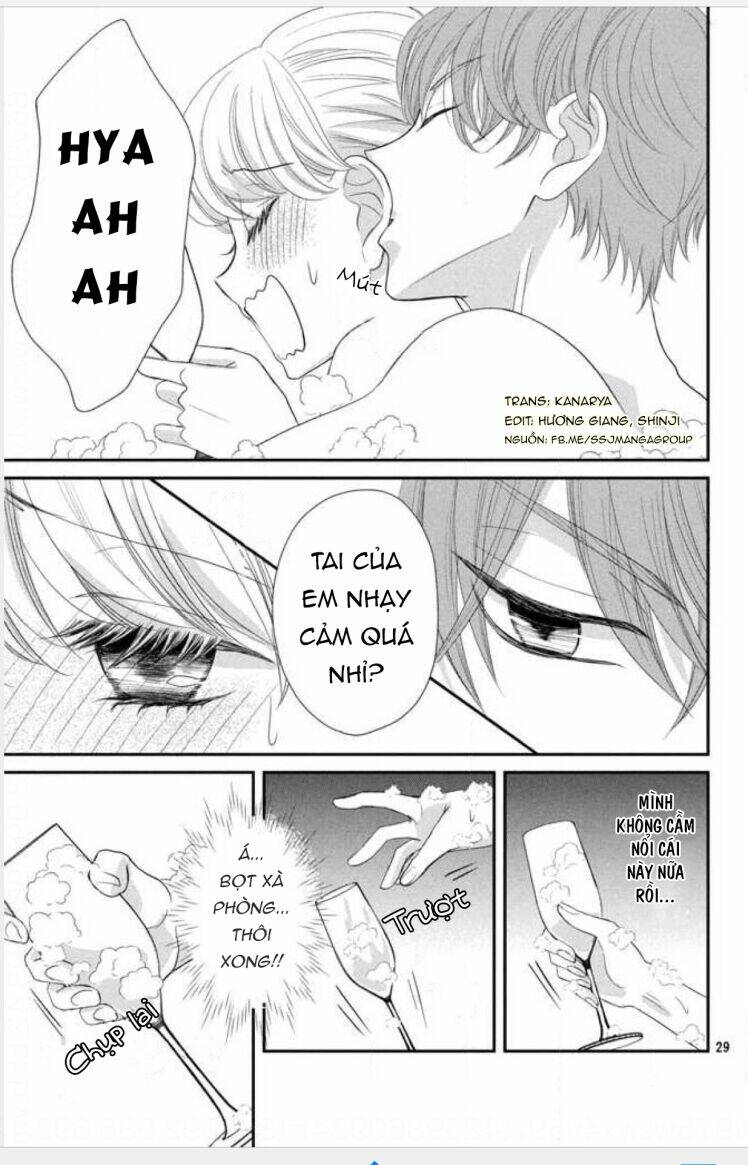 HYA
AH
AH
Mút
TRANS: KANARYA
EDIT: HƯƠNG GIANG, SHINJI
NGUỒN: FB.ME/SSJMANGAGROUP
TAI CỦA
EM NHẠY
CẢM QUÁ
NHỈ?
MÌNH
KHÔNG CẦM
NỔI CÁI
NÀY NỮA
RỒI...
Trượt
Á...
BỌT XÀ
PHÒNG...
THÔI
XONG!!
Chụp lại
29